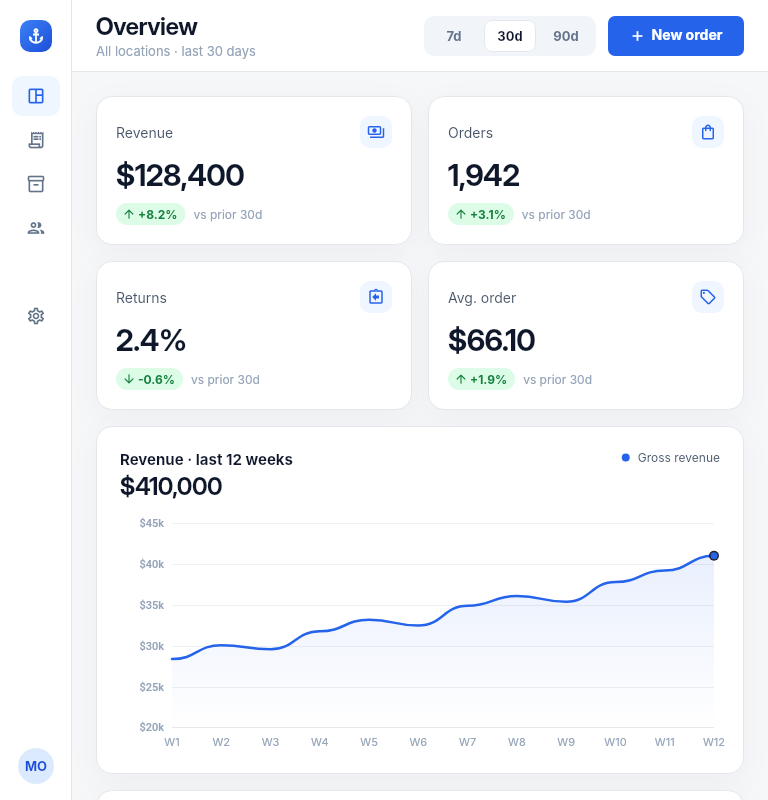 Overview
All locations · last 30 days
7d 30d 90d
New order
Revenue
$128,400
+8.2% vs prior 30d
Orders
1,942
+3.1% vs prior 30d
Returns
2.4%
-0.6% vs prior 30d
Avg. order
$66.10
+1.9% vs prior 30d
Revenue · last 12 weeks
$410,000
Gross revenue
$45k
$40k
$35k
$30k
$25k
$20k
W1 W2 W3 W4 W5 W6 W7 W8 W9 W10 W11 W12
MO